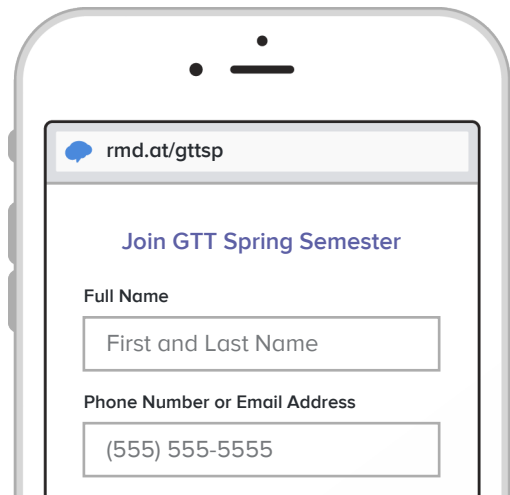 rmd.at/gttsp
Join GTT Spring Semester
Full Name
First and Last Name
Phone Number or Email Address
(555) 555-5555